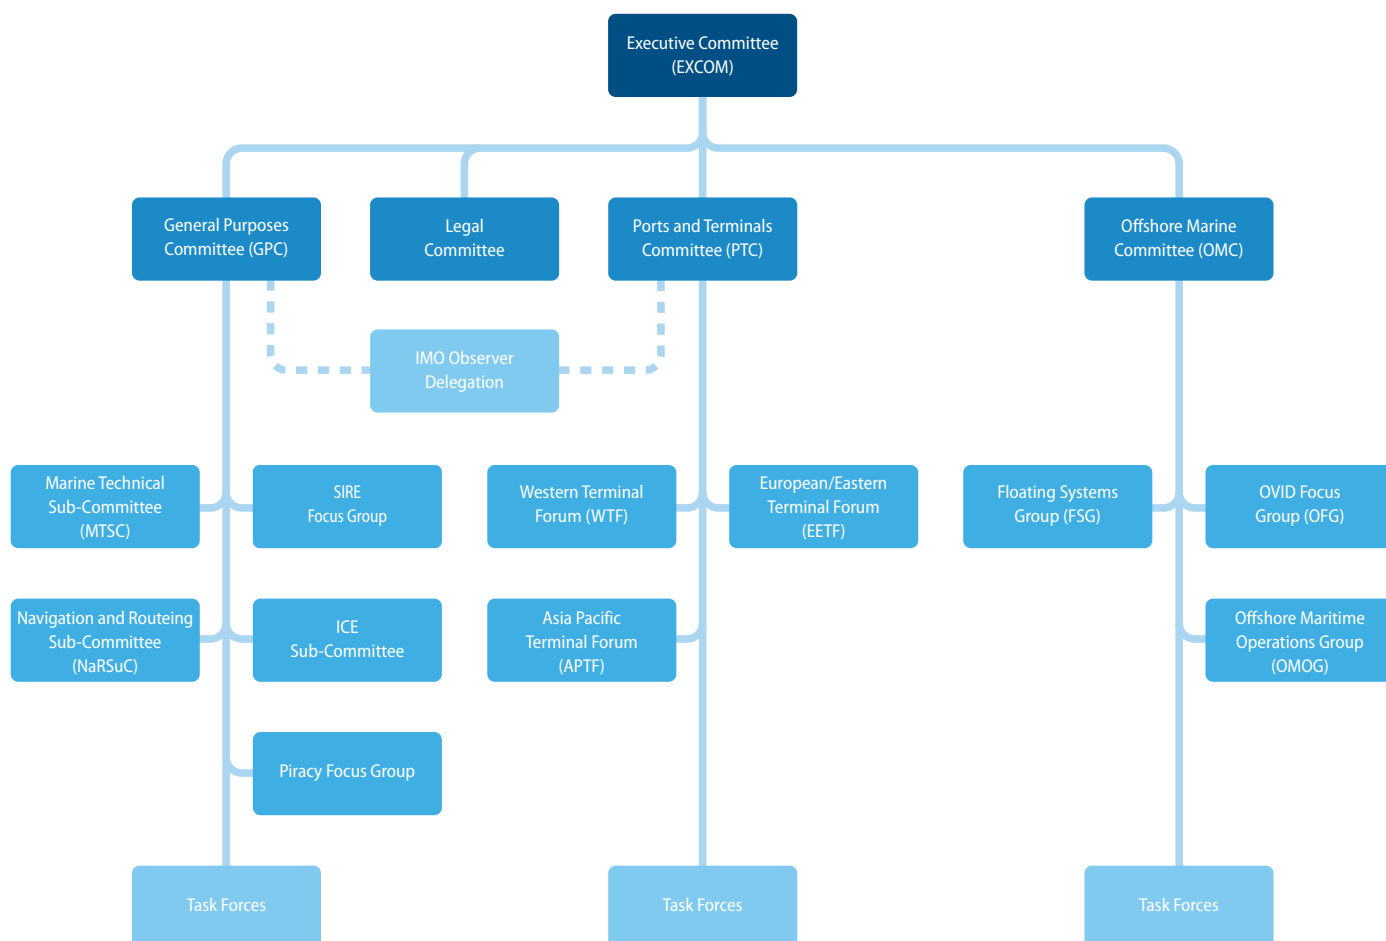 Executive Committee
(EXCOM)
General Purposes
Committee (GPC)
Legal
Committee
Ports and Terminals
Committee (PTC)
Offshore Marine
Committee (OMC)
IMO Observer
Delegation
Marine Technical
Sub-Committee
(MTSC)
SIRE
Focus Group
Western Terminal
Forum (WTF)
European/Eastern
Terminal Forum
(EETF)
Floating Systems
Group (FSG)
OVID Focus
Group (OFG)
Navigation and Routeing
Sub-Committee
(NaRSuC)
ICE
Sub-Committee
Asia Pacific
Terminal Forum
(APTF)
Offshore Maritime
Operations Group
(OMOG)
Piracy Focus Group
Task Forces
Task Forces
Task Forces